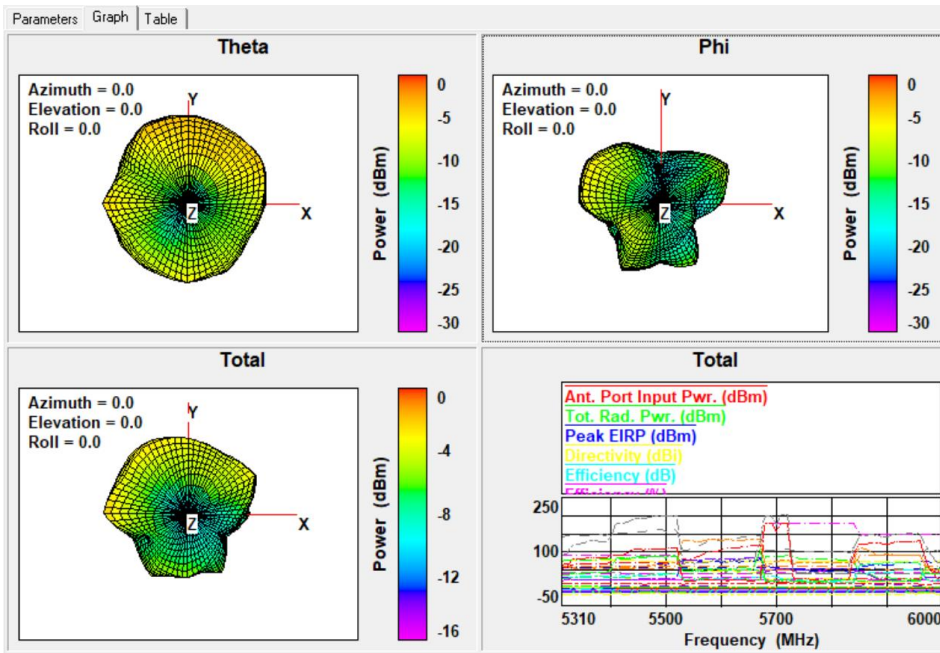 Parameters Graph Table
Theta
Azimuth = 0.0
Elevation = 0.0
Roll = 0.0
Y
X
Z
Power (dBm)
0
-5
-10
-15
-20
-25
-30
Phi
Azimuth = 0.0
Elevation = 0.0
Roll = 0.0
Y
X
Z
Power (dBm)
0
-5
-10
-15
-20
-25
-30
Total
Azimuth = 0.0
Elevation = 0.0
Roll = 0.0
Y
X
Z
Power (dBm)
0
-4
-8
-12
-16
Total
Ant. Port Input Pwr. (dBm)
Tot. Rad. Pwr. (dBm)
Peak EIRP (dBm)
Directivity (dBi)
Efficiency (dB)
Efficiency (%)
250
100
-50
5310 5500 5700 6000
Frequency (MHz)